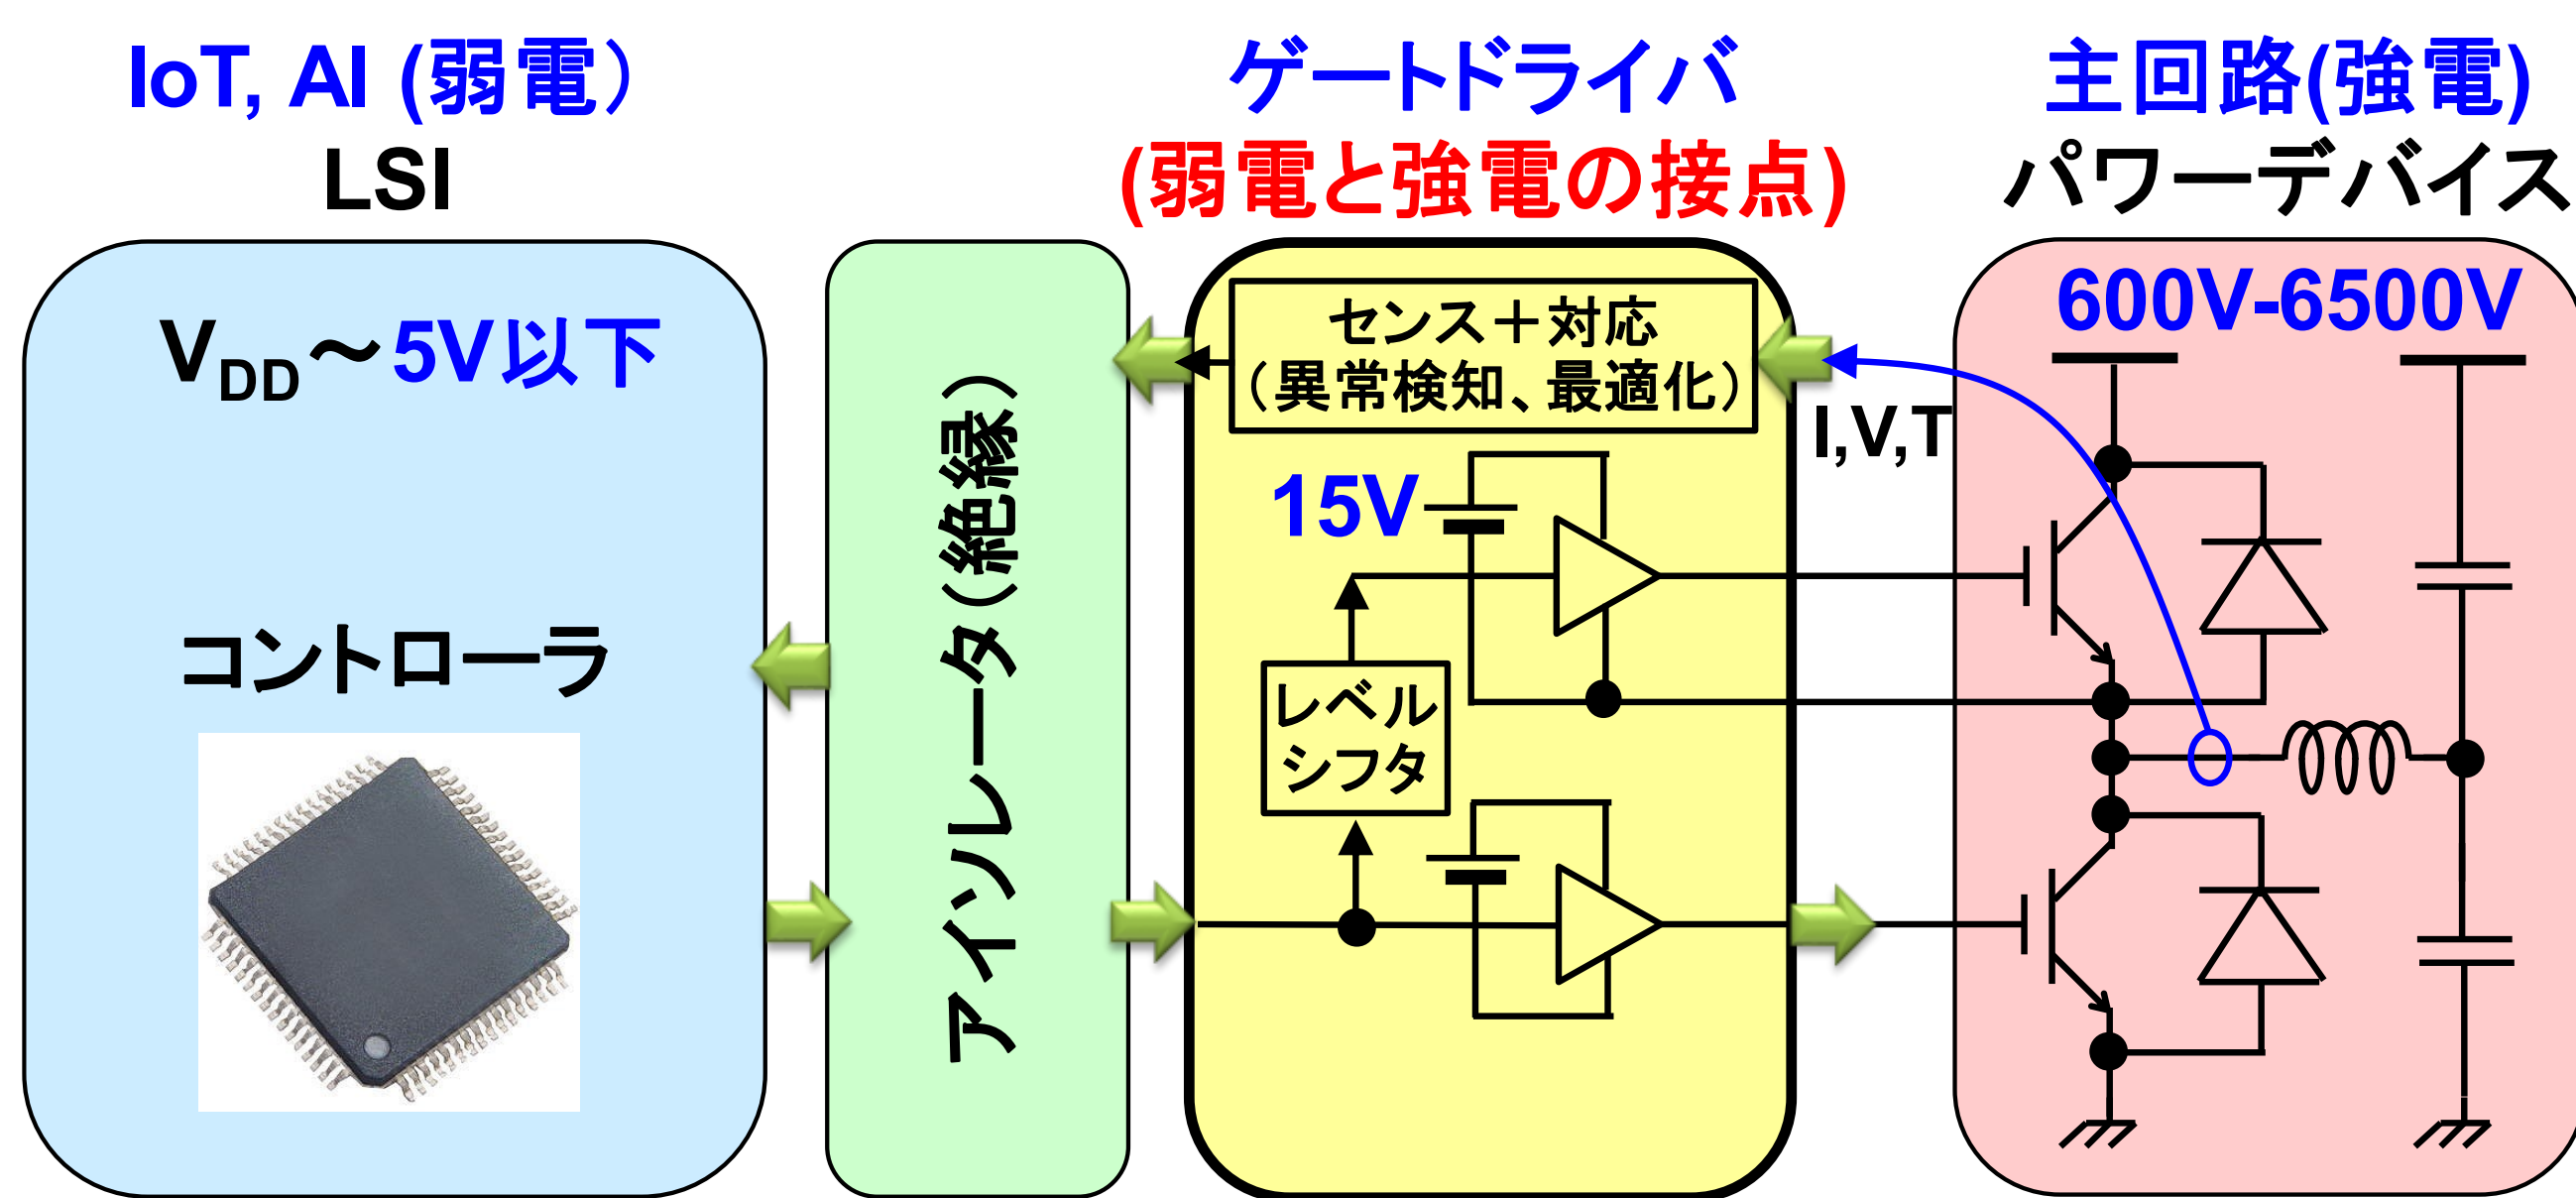 IoT, AI (弱電）
LSI
VDD～5V以下
コントローラ
アイソレータ（絶縁）
ゲートドライバ
(弱電と強電の接点)
センス＋対応
（異常検知、最適化）
15V
レベル
シフタ
I,V,T
主回路(強電)
パワーデバイス
600V-6500V